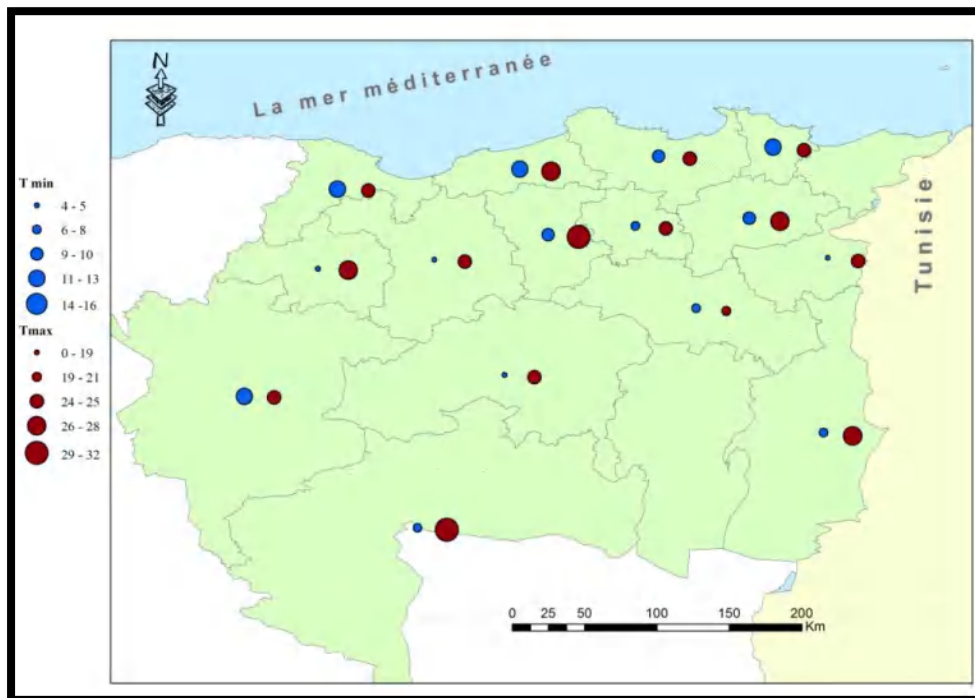 N
La mer méditerranée
Tunisie
T min
4 - 5
6 - 8
9 - 10
11 - 13
14 - 16
Tmax
0 - 19
19 - 21
24 - 25
26 - 28
29 - 32
0 25 50 100 150 200
Km